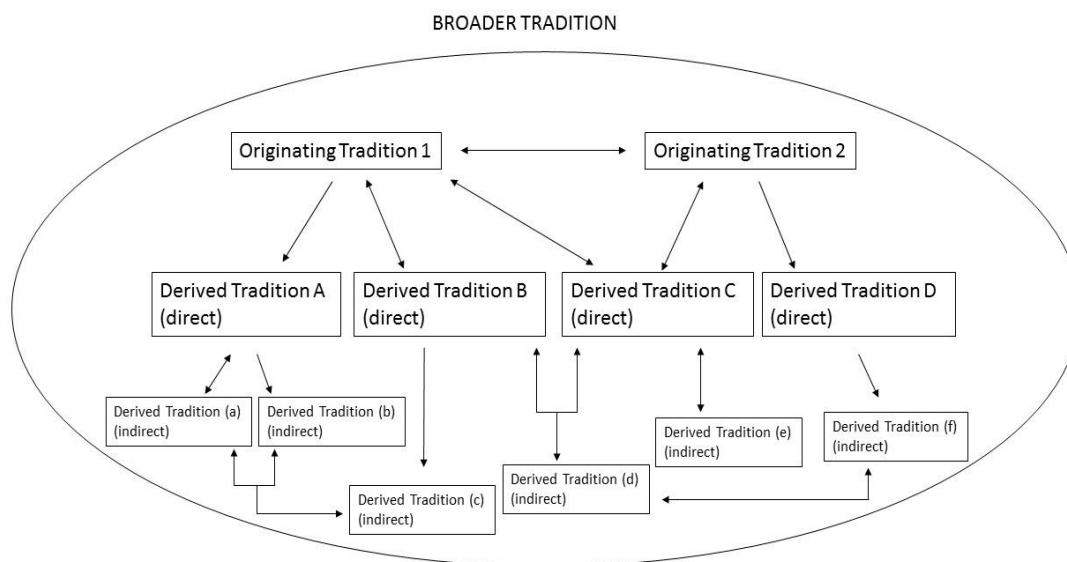 BROADER TRADITION
Originating Tradition 1
Originating Tradition 2
Derived Tradition A
(direct)
Derived Tradition B
(direct)
Derived Tradition C
(direct)
Derived Tradition D
(direct)
Derived Tradition (a)
(indirect)
Derived Tradition (b)
(indirect)
Derived Tradition (e)
(indirect)
Derived Tradition (f)
(indirect)
Derived Tradition (c)
(indirect)
Derived Tradition (d)
(indirect)